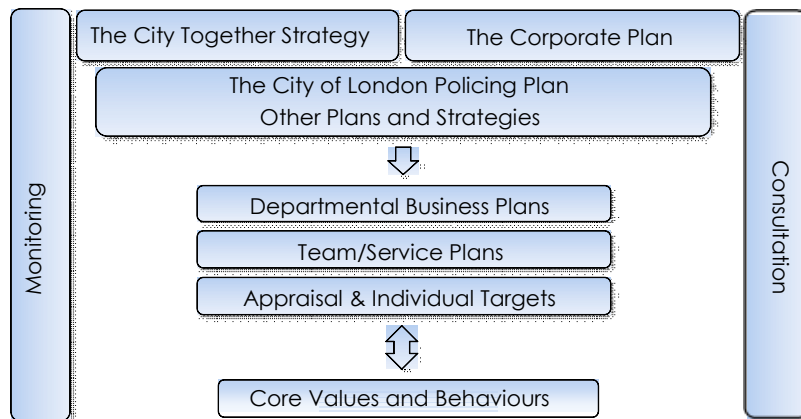 The City Together Strategy
The Corporate Plan
The City of London Policing Plan
Other Plans and Strategies
Monitoring
Departmental Business Plans
Team/Service Plans
Appraisal & Individual Targets
Core Values and Behaviours
Consultation